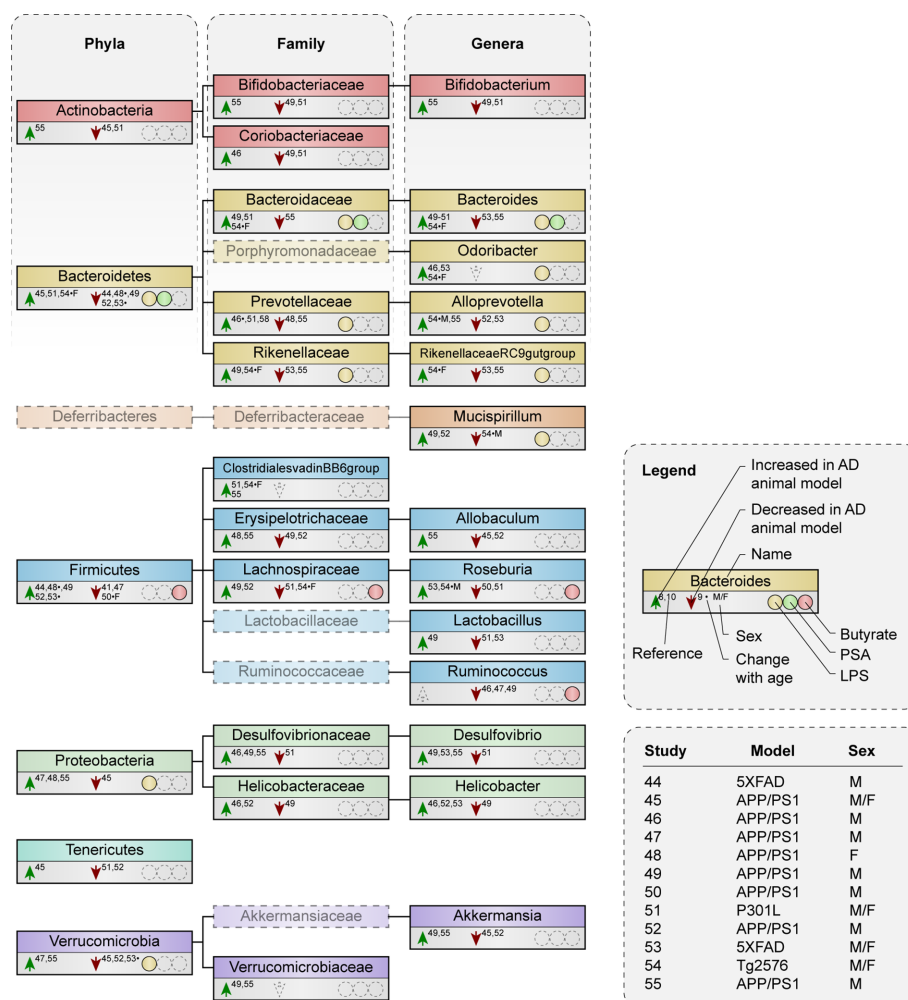 Phyla
Family
Genera
Bifidobacteriaceae
Bifidobacterium
55
49,51
55
49,51
Actinobacteria
55
45,51
Coriobacteriaceae
46
49,51
Bacteroidaceae
Bacteroides
49,51
54•F
55
49-51
54•F
53,55
Porphyromonadaceae
Odoribacter
46,53
54•F
Bacteroidetes
45,51,54•F
44,48•,49
52,53•
Prevotellaceae
Alloprevotella
46•,51,58
48,55
54•M,55
52,53
Rikenellaceae
RikenellaceaeRC9gutgroup
49,54•F
53,55
54•F
53,55
Deferribacteres
Deferribacteraceae
Mucispirillum
49,52
54•M
ClostridialesvadinBB6group
51,54•F
55
Erysipelotrichaceae
Allobaculum
48,55
49,52
55
45,52
Firmicutes
44,48•,49
52,53•
41,47
50•F
Lachnospiraceae
Roseburia
49,52
51,54•F
53,54•M
50,51
Lactobacillaceae
Lactobacillus
49
51,53
Ruminococcaceae
Ruminococcus
46,47,49
Desulfovibrionaceae
Desulfovibrio
46,49,55
51
49,53,55
51
Proteobacteria
47,48,55
45
Helicobacteraceae
Helicobacter
46,52
49
46,52,53
49
Tenericutes
45
51,52
Akkermansiaceae
Akkermansia
49,55
45,52
Verrucomicrobia
47,55
45,52,53•
Verrucomicrobiaceae
49,55
Legend
Increased in AD
animal model
Decreased in AD
animal model
Name
Bacteroides
8,10
9 • M/F
Reference
Sex
Change
with age
Butyrate
PSA
LPS
Study Model Sex
44 5XFAD M
45 APP/PS1 M/F
46 APP/PS1 M
47 APP/PS1 M
48 APP/PS1 F
49 APP/PS1 M
50 APP/PS1 M
51 P301L M/F
52 APP/PS1 M
53 5XFAD M/F
54 Tg2576 M/F
55 APP/PS1 M